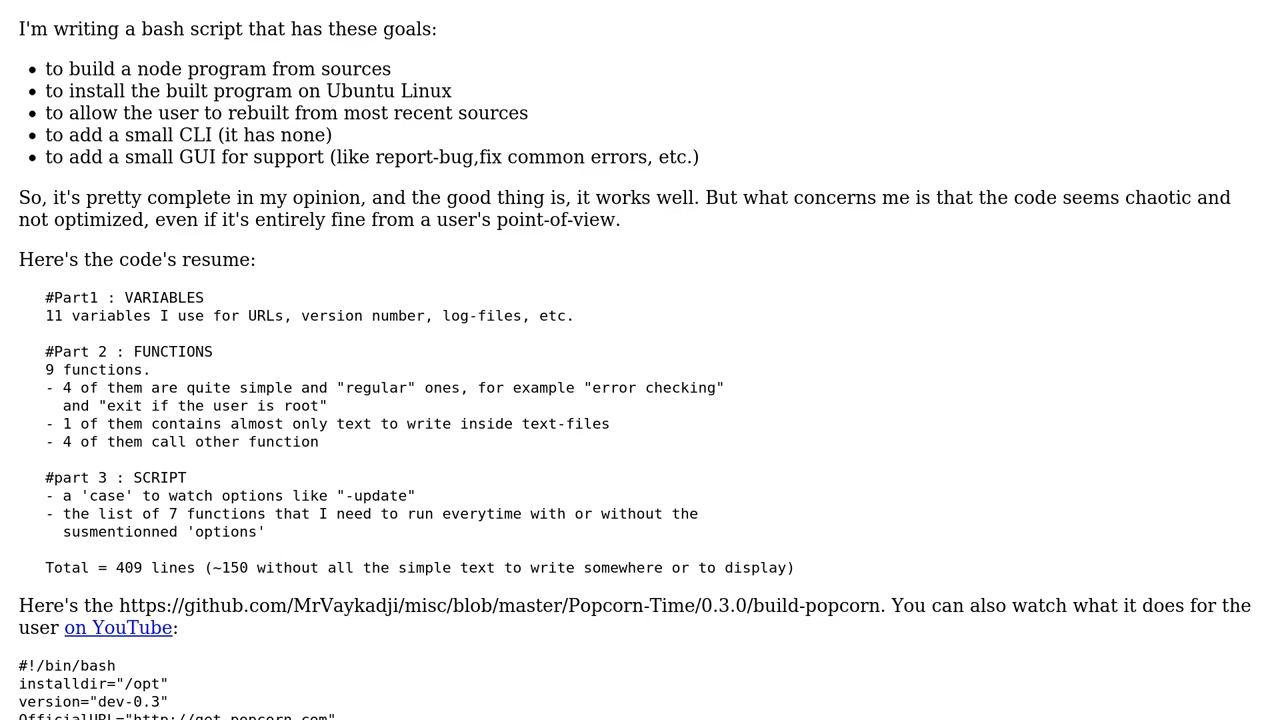 I'm writing a bash script that has these goals:
to build a node program from sources
to install the built program on Ubuntu Linux
to allow the user to rebuilt from most recent sources
to add a small CLI (it has none)
to add a small GUI for support (like report-bug,fix common errors, etc.)
So, it's pretty complete in my opinion, and the good thing is, it works well. But what concerns me is that the code seems chaotic and
not optimized, even if it's entirely fine from a user's point-of-view.
Here's the code's resume:
#Part1 : VARIABLES
11 variables I use for URLs, version number, log-files, etc.
#Part 2 : FUNCTIONS
9 functions.
- 4 of them are quite simple and "regular" ones, for example "error checking"
and "exit if the user is root"
- 1 of them contains almost only text to write inside text-files
- 4 of them call other function
#part 3 : SCRIPT
- a 'case' to watch options like "-update"
- the list of 7 functions that I need to run everytime with or without the
susmentionned 'options'
Total = 409 lines (~150 without all the simple text to write somewhere or to display)
Here's the https://github.com/MrVaykadji/misc/blob/master/Popcorn-Time/0.3.0/build-popcorn. You can also watch what it does for the
user on YouTube:
#!/bin/bash
installdir="/opt"
version="dev-0.3"
OfficialURL="http://get-popcorn.com"